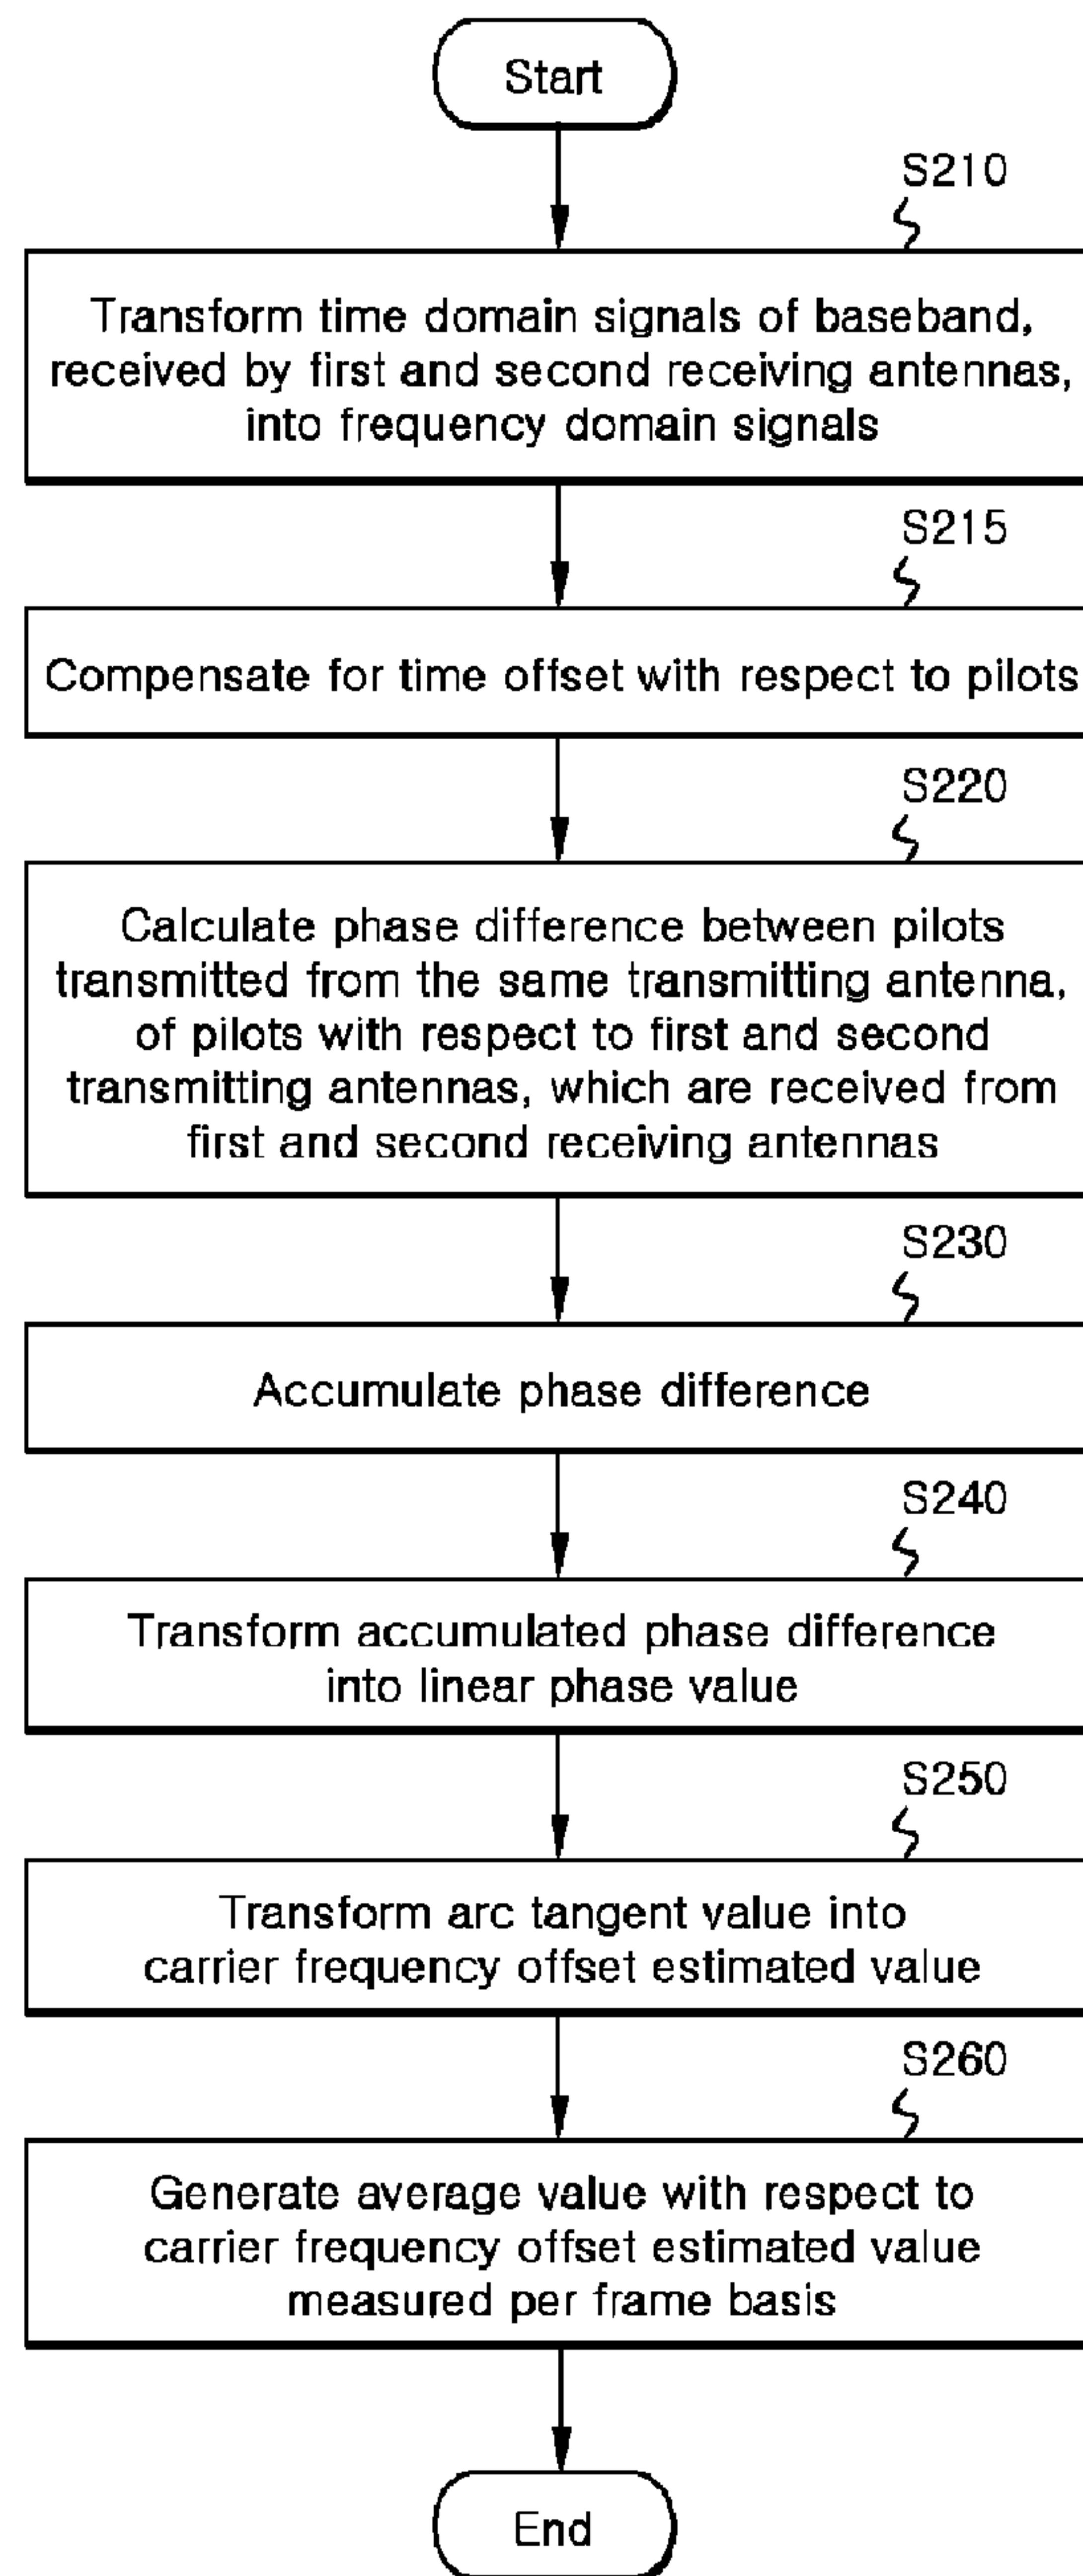 Start
S210
Transform time domain signals of baseband,
received by first and second receiving antennas,
into frequency domain signals
S215
Compensate for time offset with respect to pilots
S220
Calculate phase difference between pilots
transmitted from the same transmitting antenna,
of pilots with respect to first and second
transmitting antennas, which are received from
first and second receiving antennas
S230
Accumulate phase difference
S240
Transform accumulated phase difference
into linear phase value
S250
Transform arc tangent value into
carrier frequency offset estimated value
S260
Generate average value with respect to
carrier frequency offset estimated value
measured per frame basis
End